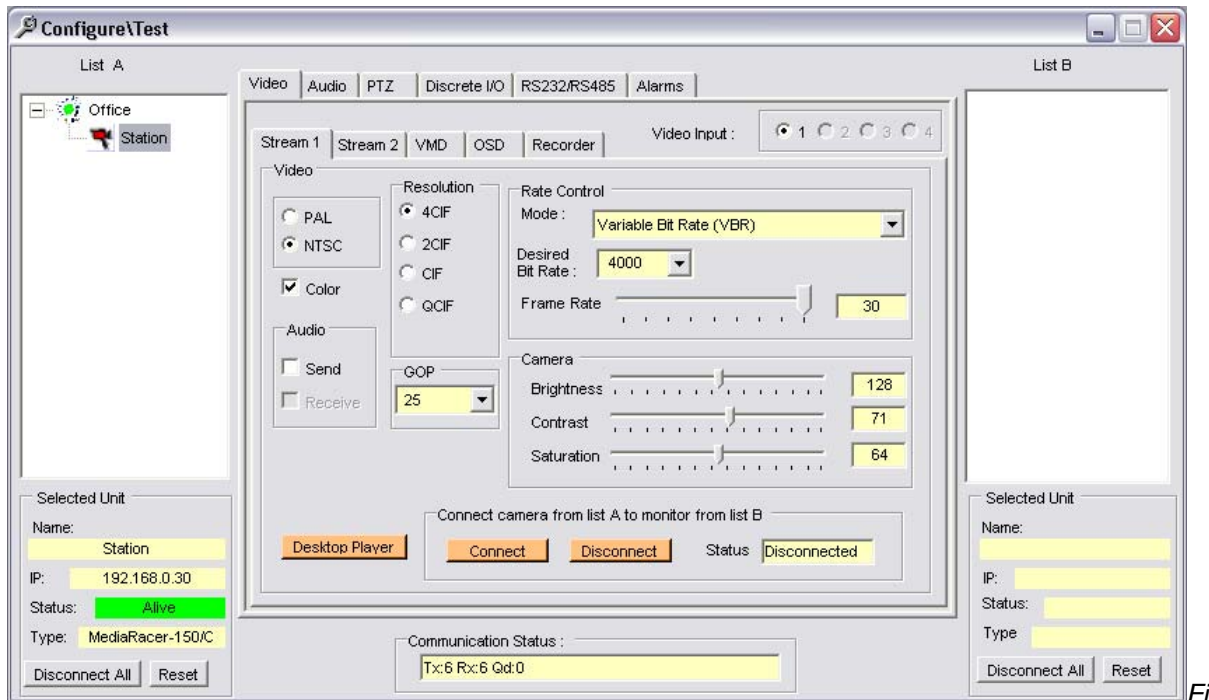 Configure\Test
List A
List B
Office
Station
Video
Audio
PTZ
Discrete I/O
RS232/RS485
Alarms
Stream 1
Stream 2
VMD
OSD
Recorder
Video Input :
1
2
3
4
Video
PAL
NTSC
Color
Audio
Send
Receive
Resolution
4CIF
2CIF
CIF
QCIF
GOP
25
Rate Control
Mode :
Variable Bit Rate (VBR)
Desired
Bit Rate :
4000
Frame Rate
30
Camera
Brightness
128
Contrast
71
Saturation
64
Desktop Player
Connect camera from list A to monitor from list B
Connect
Disconnect
Status
Disconnected
Selected Unit
Name:
Station
IP:
192.168.0.30
Status:
Alive
Type:
MediaRacer-150/C
Disconnect All
Reset
Communication Status :
Tx:6 Rx:6 Qd:0
Selected Unit
Name:
IP:
Status:
Type
Disconnect All
Reset